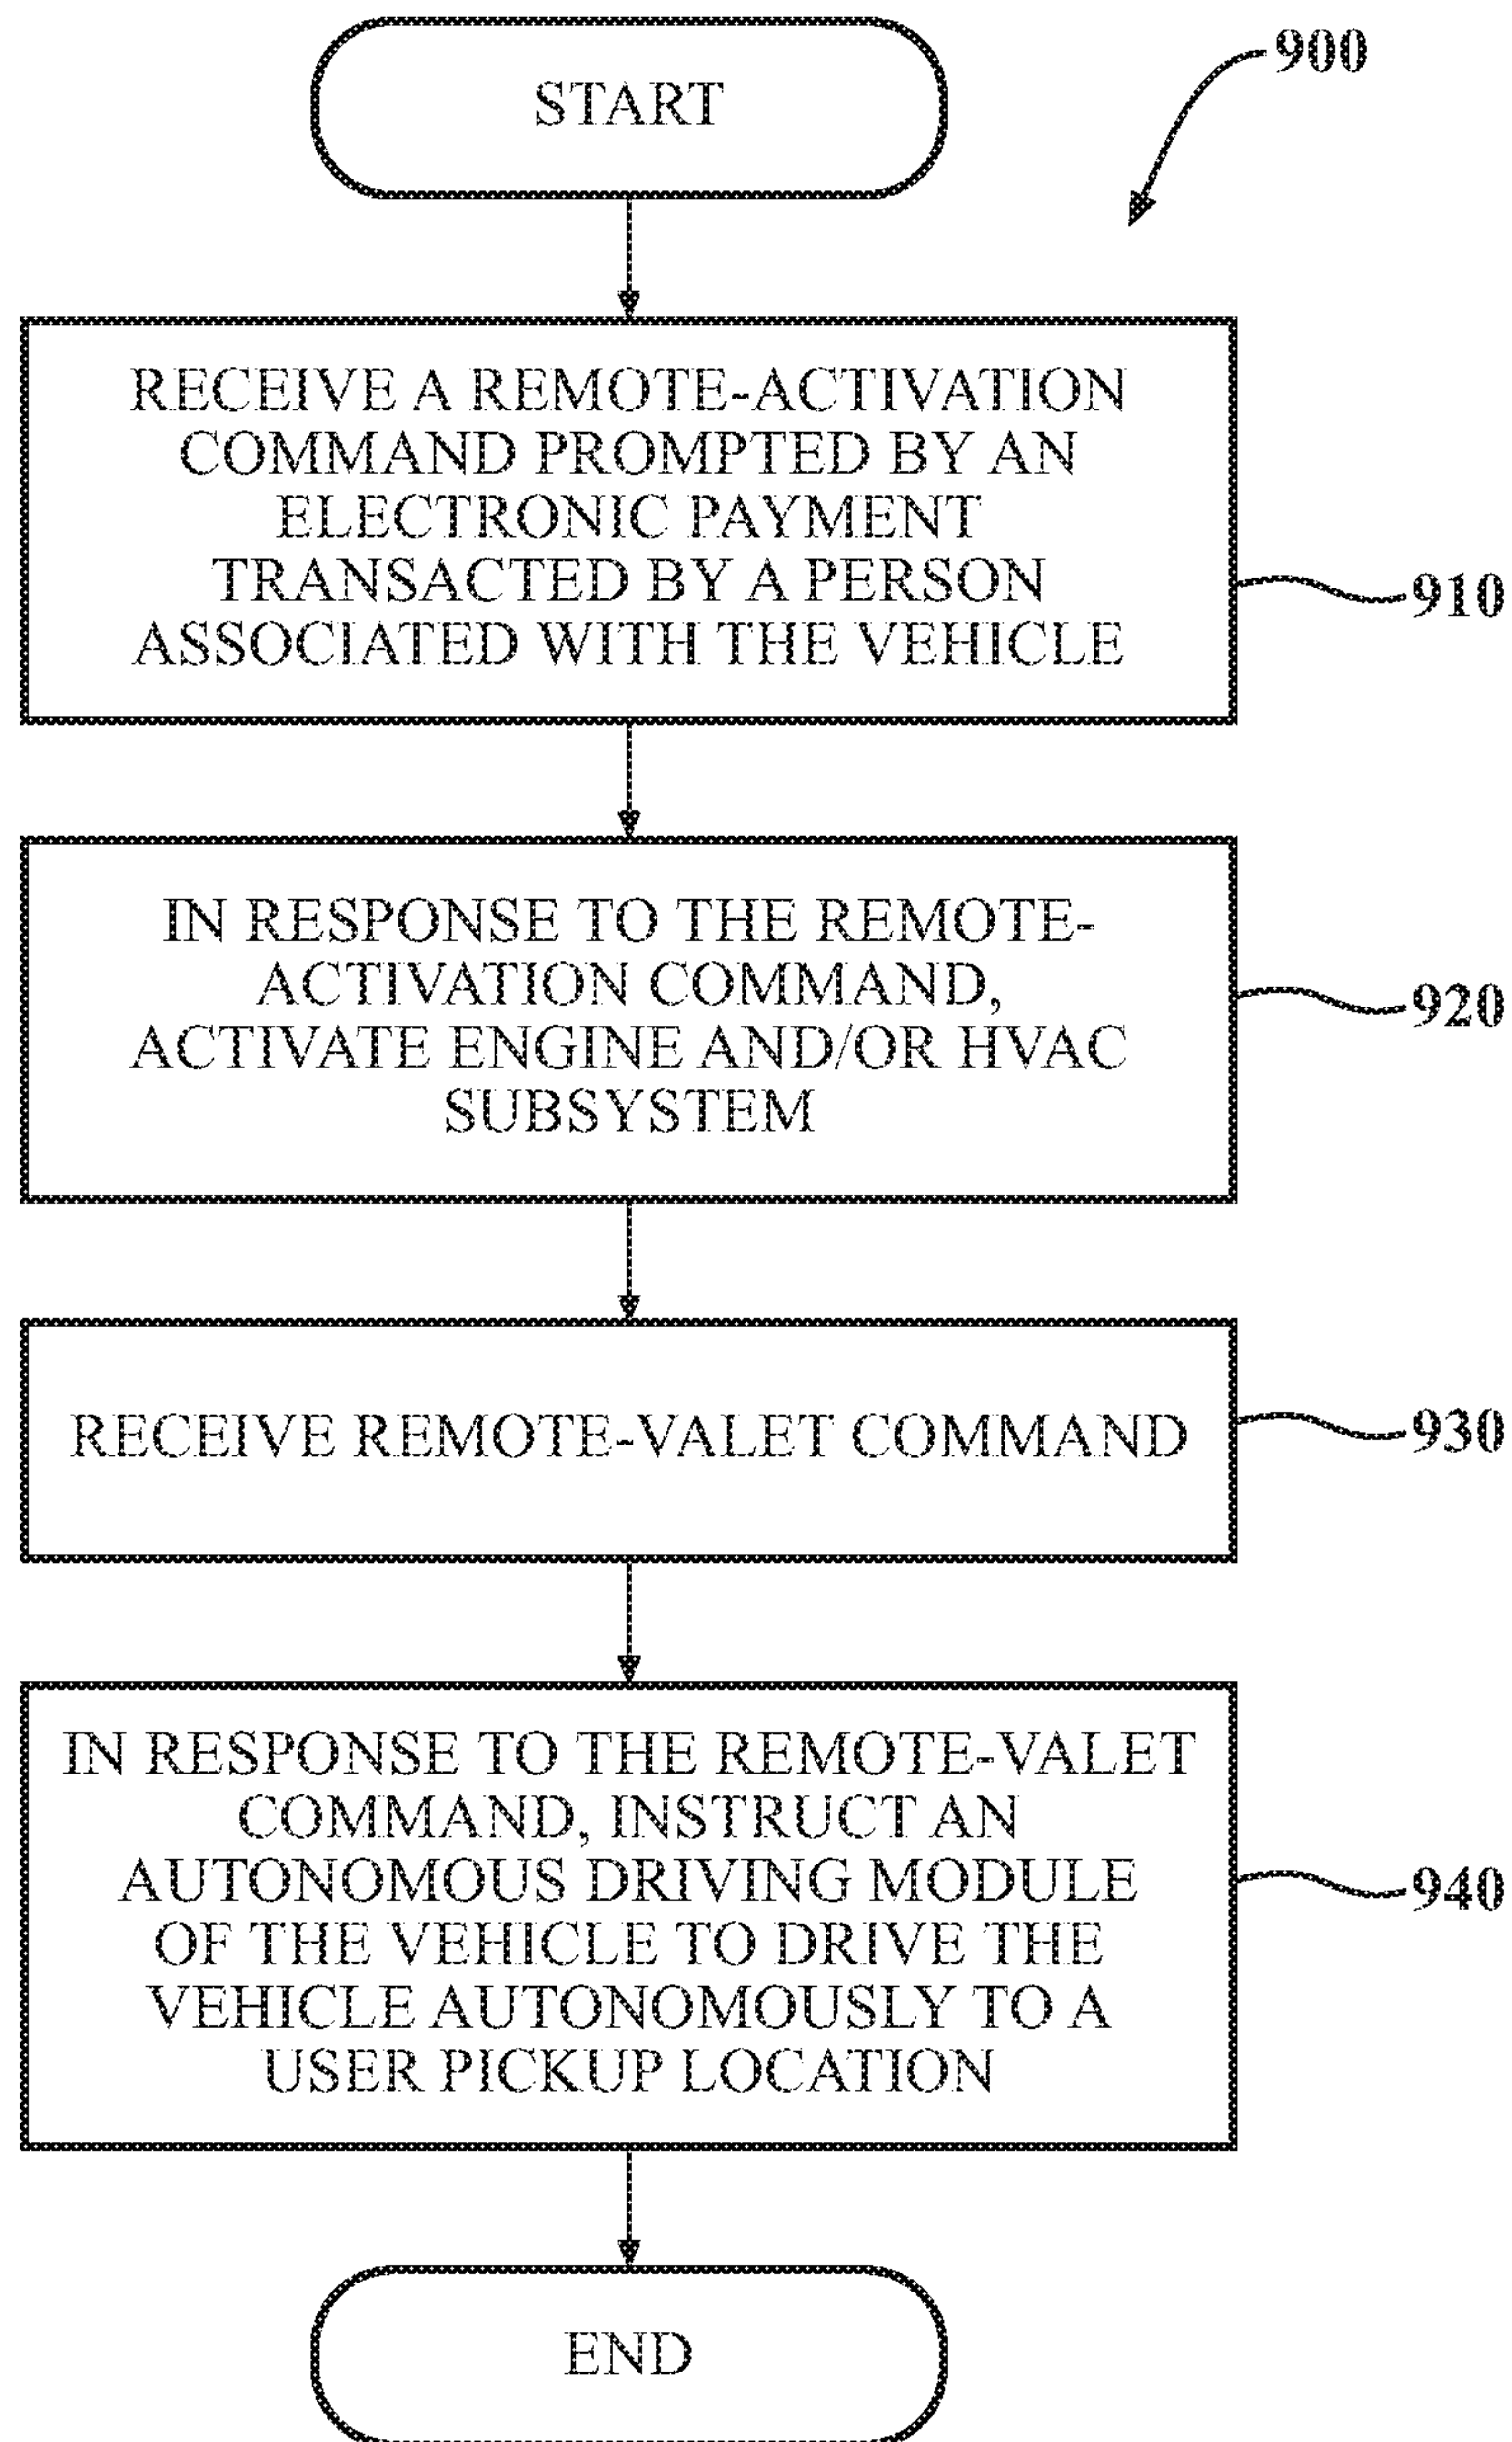 START
900
RECEIVE A REMOTE-ACTIVATION
COMMAND PROMPTED BY AN
ELECTRONIC PAYMENT
TRANSACTED BY A PERSON
ASSOCIATED WITH THE VEHICLE
910
IN RESPONSE TO THE REMOTE-
ACTIVATION COMMAND,
ACTIVATE ENGINE AND/OR HVAC
SUBSYSTEM
920
RECEIVE REMOTE-VALET COMMAND
930
IN RESPONSE TO THE REMOTE-VALET
COMMAND, INSTRUCT AN
AUTONOMOUS DRIVING MODULE
OF THE VEHICLE TO DRIVE THE
VEHICLE AUTONOMOUSLY TO A
USER PICKUP LOCATION
940
END